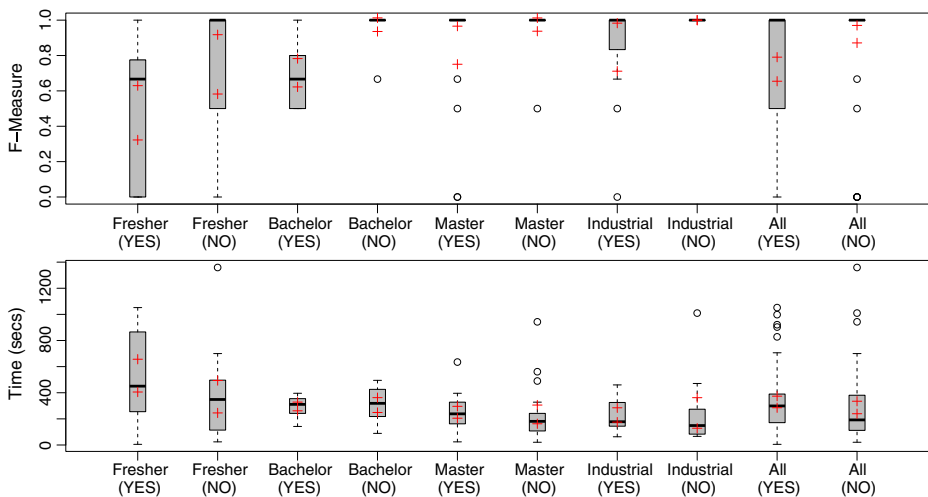 F−Measure
1.0
0.8
0.6
0.4
0.2
0.0
Fresher Fresher Bachelor Bachelor Master Master Industrial Industrial All All
(YES) (NO) (YES) (NO) (YES) (NO) (YES) (NO) (YES) (NO)
Time (secs)
1200
800
400
0
Fresher Fresher Bachelor Bachelor Master Master Industrial Industrial All All
(YES) (NO) (YES) (NO) (YES) (NO) (YES) (NO) (YES) (NO)